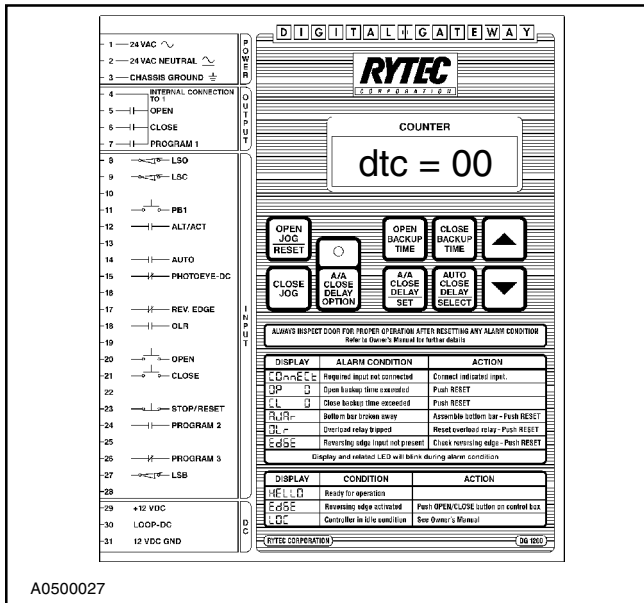 DIGITAL GATEWAY
RYTEC
CORPORATION
COUNTER
dtc = 00
POWER
1 24 VAC
2 24 VAC NEUTRAL
3 CHASSIS GROUND
OUTPUT
4 INTERNAL CONNECTION
TO 1
5 OPEN
6 CLOSE
7 PROGRAM 1
INPUT
8 LSO
9 LSC
10
11 PB1
12 ALT/ACT
13
14 AUTO
15 PHOTOEYE-DC
16
17 REV. EDGE
18 OLR
19
20 OPEN
21 CLOSE
22
23 STOP/RESET
24 PROGRAM 2
25
26 PROGRAM 3
27 LSB
28
DC
29 +12 VDC
30 LOOP-DC
31 12 VDC GND
OPEN
JOG
RESET
OPEN
BACKUP
TIME
CLOSE
BACKUP
TIME
CLOSE
JOG
A/A
CLOSE
DELAY
OPTION
A/A
CLOSE
DELAY
SET
AUTO
CLOSE
DELAY
SELECT
ALWAYS INSPECT DOOR FOR PROPER OPERATION AFTER RESETTING ANY ALARM CONDITION
Refer to Owner's Manual for further details
DISPLAY ALARM CONDITION ACTION
COnnECt Required input not connected Connect indicated input.
OP 0 Open backup time exceeded Push RESET
CL 0 Close backup time exceeded Push RESET
AJAr Bottom bar broken away Assemble bottom bar - Push RESET
OLr Overload relay tripped Reset overload relay - Push RESET
EdGE Reversing edge input not present Check reversing edge - Push RESET
Display and related LED will blink during alarm condition
DISPLAY CONDITION ACTION
HELLO Ready for operation
EdGE Reversing edge activated Push OPEN/CLOSE button on control box
LOC Controller in idle condition See Owner's Manual
RYTEC CORPORATION DG 1260
A0500027